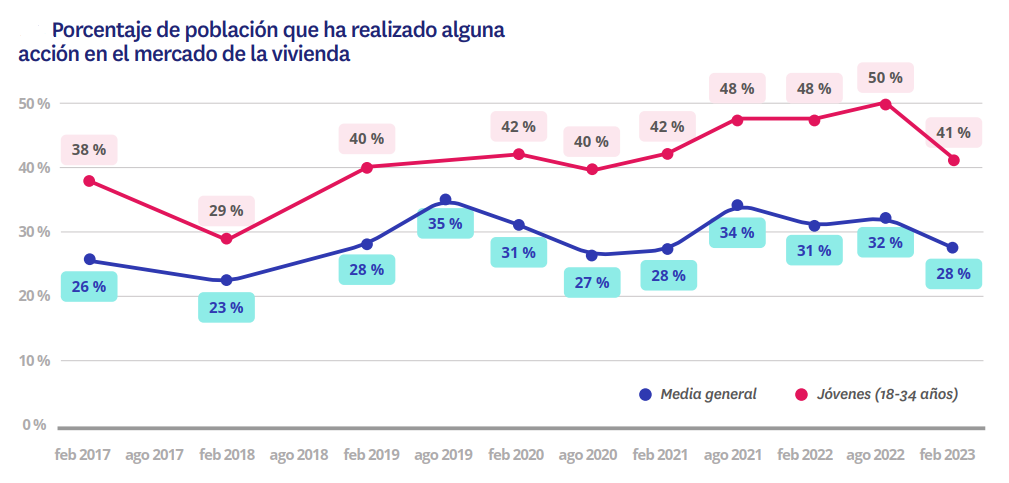 Porcentaje de población que ha realizado alguna
acción en el mercado de la vivienda
50 %
40 %
30 %
20 %
10 %
0 %
38 %
29 %
40 %
42 %
40 %
42 %
48 %
48 %
50 %
41 %
26 %
23 %
28 %
35 %
31 %
27 %
28 %
34 %
31 %
32 %
28 %
Media general
Jóvenes (18-34 años)
feb 2017
ago 2017
feb 2018
ago 2018
feb 2019
ago 2019
feb 2020
ago 2020
feb 2021
ago 2021
feb 2022
ago 2022
feb 2023